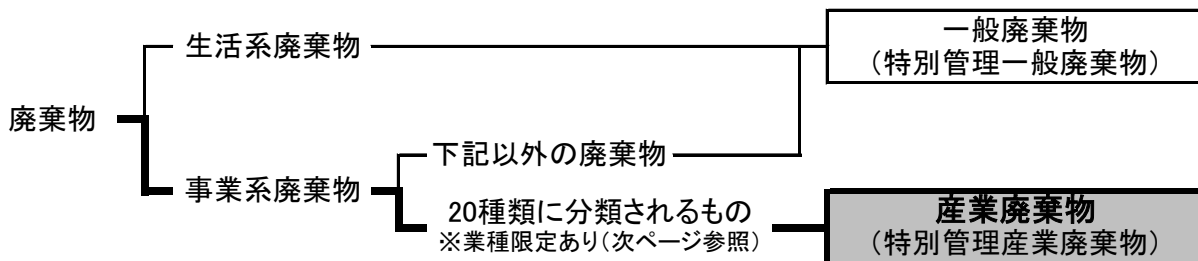 生活系廃棄物
一般廃棄物
（特別管理一般廃棄物）
廃棄物
下記以外の廃棄物
事業系廃棄物
20種類に分類されるもの
※業種限定あり（次ページ参照）
産業廃棄物
（特別管理産業廃棄物）